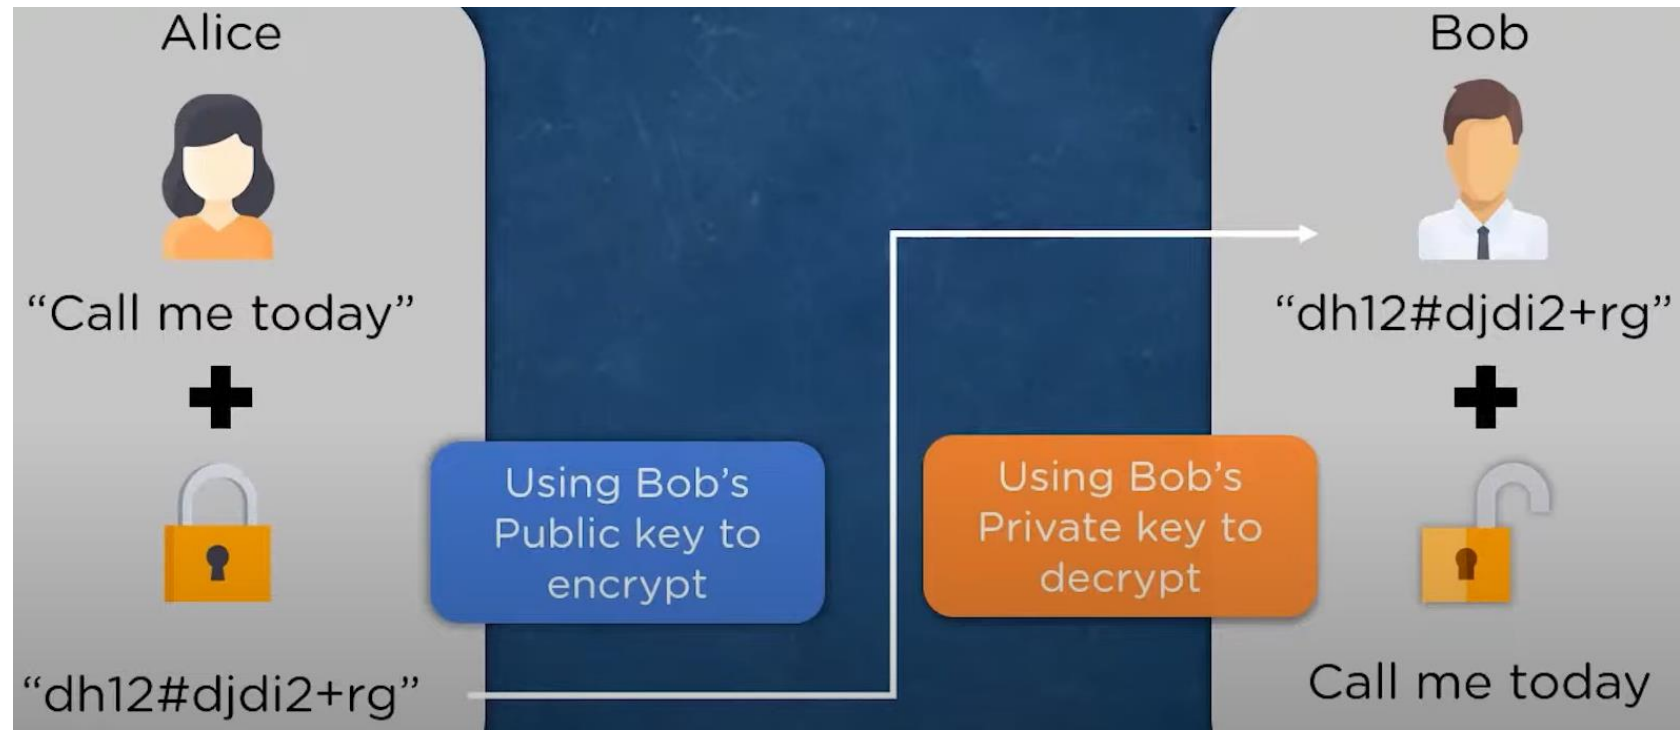 Alice
“Call me today”
“dh12#djdi2+rg”
Using Bob's
Public key to
encrypt
Using Bob's
Private key to
decrypt
Bob
“dh12#djdi2+rg”
Call me today